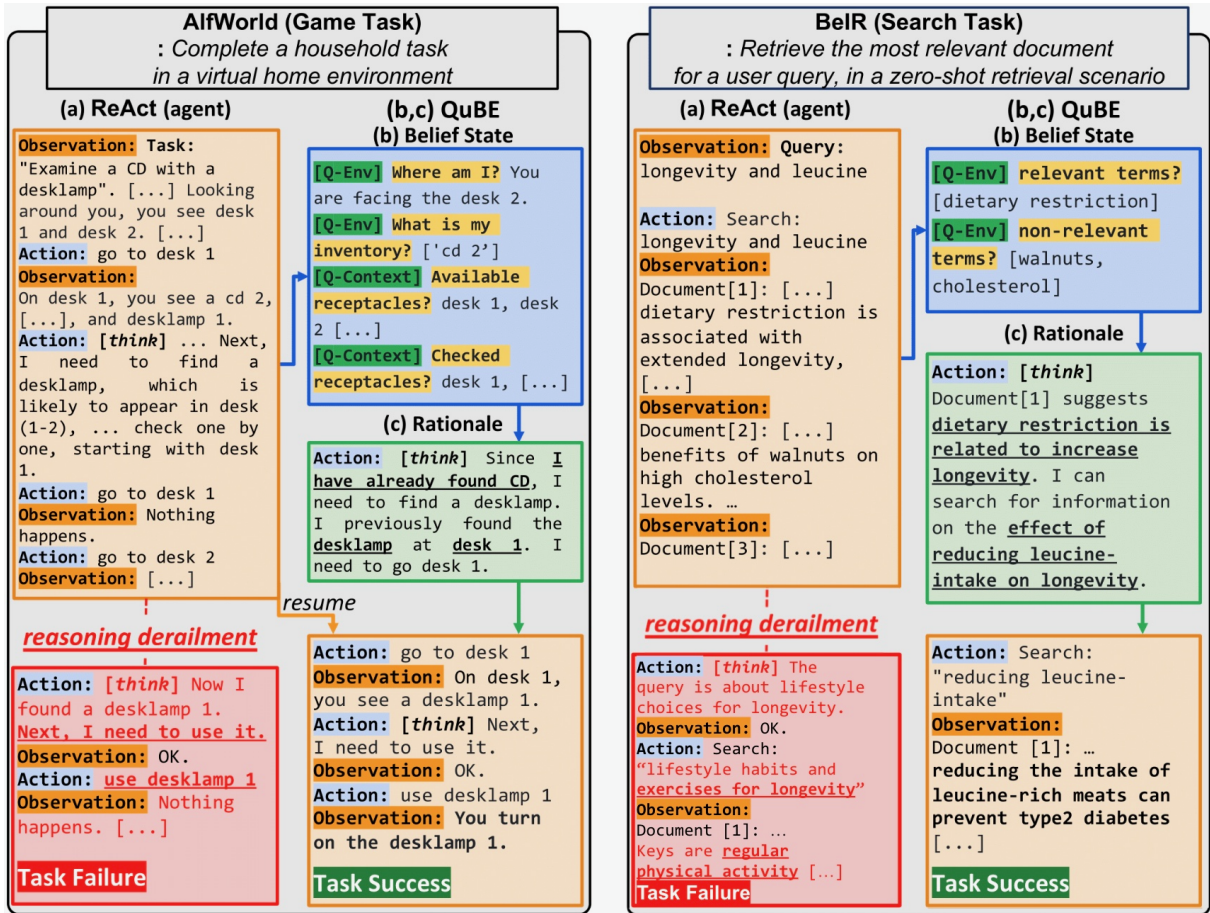 AlfWorld (Game Task)
: Complete a household task
in a virtual home environment
(a) ReAct (agent)
Observation: Task:
"Examine a CD with a
desklamp". [...] Looking
around you, you see desk
1 and desk 2. [...]
Action: go to desk 1
Observation:
On desk 1, you see a cd 2,
[...], and desklamp 1.
Action: [think] ... Next,
I need to find a
desklamp, which is
likely to appear in desk
(1-2), ... check one by
one, starting with desk
1.
Action: go to desk 1
Observation: Nothing
happens.
Action: go to desk 2
Observation: [...]
reasoning derailment
Action: [think] Now I
found a desklamp 1.
Next, I need to use it.
Observation: OK.
Action: use desklamp 1
Observation: Nothing
happens. [...]
Task Failure
(b,c) QuBE
(b) Belief State
[Q-Env] Where am I? You
are facing the desk 2.
[Q-Env] What is my
inventory? ['cd 2’]
[Q-Context] Available
receptacles? desk 1, desk
2 [...]
[Q-Context] Checked
receptacles? desk 1, [...]
(c) Rationale
Action: [think] Since I
have already found CD, I
need to find a desklamp.
I previously found the
desklamp at desk 1. I
need to go desk 1.
resume
Action: go to desk 1
Observation: On desk 1,
you see a desklamp 1.
Action: [think] Next,
I need to use it.
Observation: OK.
Action: use desklamp 1
Observation: You turn
on the desklamp 1.
Task Success
BeIR (Search Task)
: Retrieve the most relevant document
for a user query, in a zero-shot retrieval scenario
(a) ReAct (agent)
Observation: Query:
longevity and leucine
Action: Search:
longevity and leucine
Observation:
Document[1]: [...]
dietary restriction is
associated with
extended longevity,
[...]
Observation:
Document[2]: [...]
benefits of walnuts on
high cholesterol
levels. …
Observation:
Document[3]: [...]
reasoning derailment
Action: [think] The
query is about lifestyle
choices for longevity.
Observation: OK.
Action: Search:
“lifestyle habits and
exercises for longevity”
Observation:
Document [1]: …
Keys are regular
physical activity [...]
Task Failure
(b,c) QuBE
(b) Belief State
[Q-Env] relevant terms?
[dietary restriction]
[Q-Env] non-relevant
terms? [walnuts,
cholesterol]
(c) Rationale
Action: [think]
Document[1] suggests
dietary restriction is
related to increase
longevity. I can
search for information
on the effect of
reducing leucine-
intake on longevity.
Action: Search:
"reducing leucine-
intake"
Observation:
Document [1]: …
reducing the intake of
leucine-rich meats can
prevent type2 diabetes
[...]
Task Success